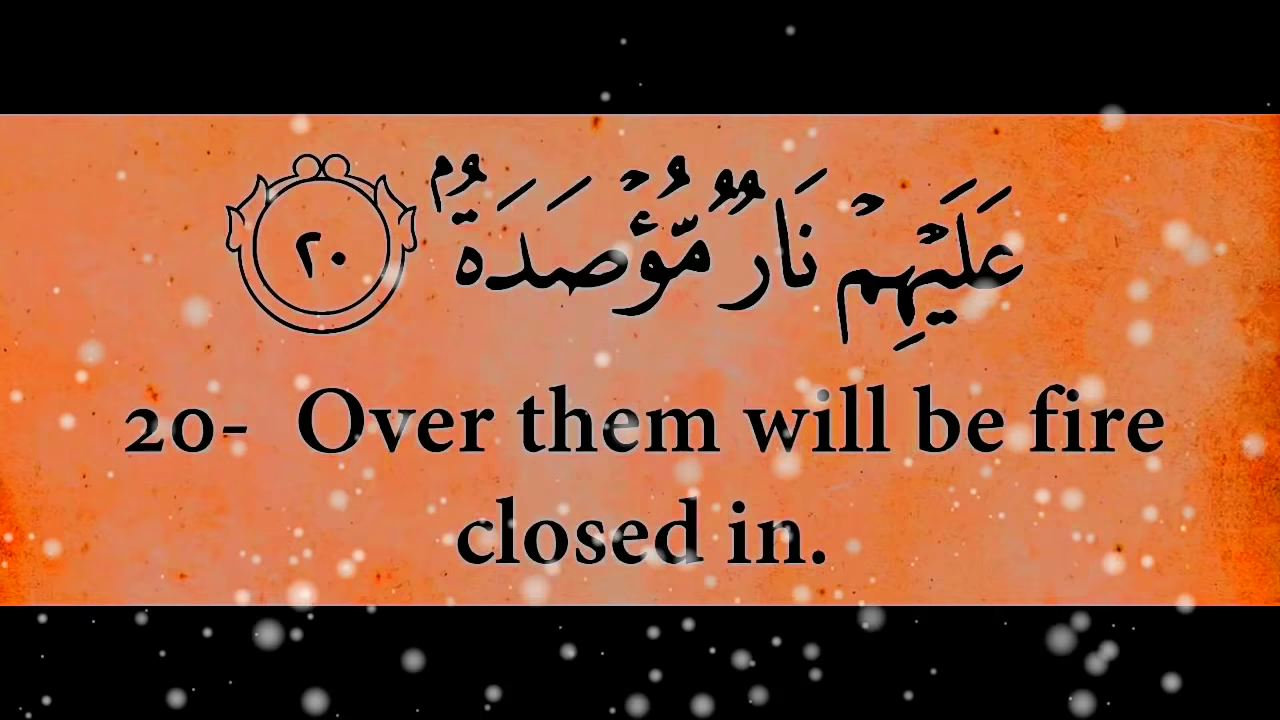 عَلَيْهِمْ نَارٌ مُّؤْصَدَةٌۢ ٢٠
20- Over them will be fire
closed in.